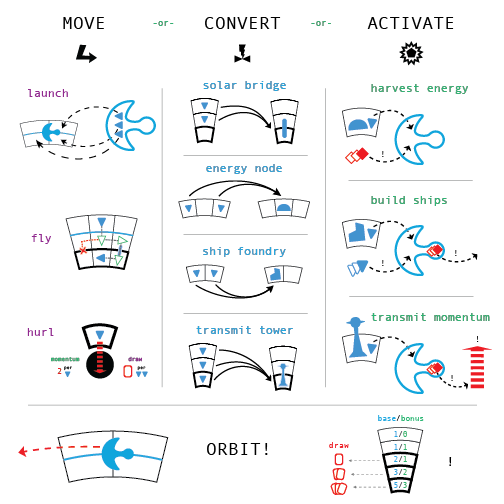 MOVE -or- CONVERT -or- ACTIVATE
launch
solar bridge
harvest energy
!
energy node
build ships
fly
ship foundry
!
!
hurl
transmit tower
transmit momentum
!
momentum
2 per
draw
per
!
base/bonus
1/0
ORBIT!
draw
1/1
2/1
!
3/2
5/3